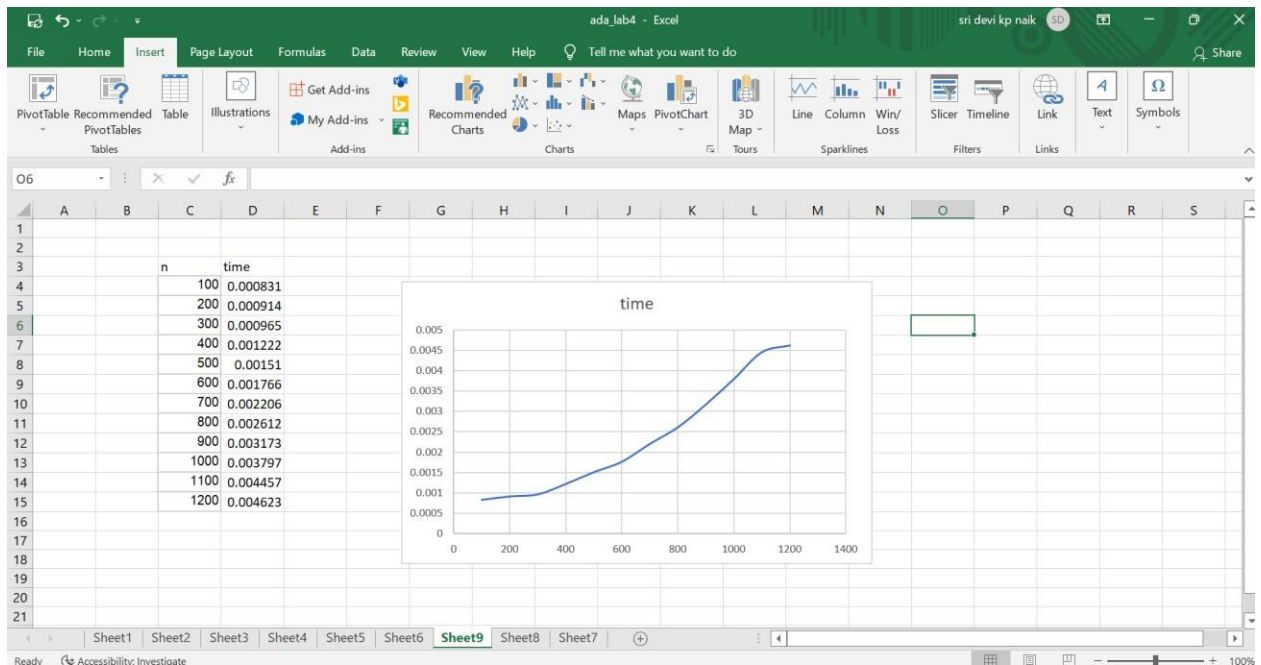 ada_lab4 - Excel
sri devi kp naik SD
File Home Insert Page Layout Formulas Data Review View Help Tell me what you want to do Share
PivotTable Recommended PivotTables Table
Illustrations
Get Add-ins
My Add-ins
Recommended Charts
Maps PivotChart
3D Map
Line Column Win/Loss
Slicer Timeline
Link
Text
Symbols
Tables Add-ins Charts Tours Sparklines Filters Links
O6 fx
A B C D E F G H I J K L M N O P Q R S
1
2
3 n time
4 100 0.000831
5 200 0.000914
6 300 0.000965
7 400 0.001222
8 500 0.00151
9 600 0.001766
10 700 0.002206
11 800 0.002612
12 900 0.003173
13 1000 0.003797
14 1100 0.004457
15 1200 0.004623
16
17
18
19
20
21
time
0.005
0.0045
0.004
0.0035
0.003
0.0025
0.002
0.0015
0.001
0.0005
0
0 200 400 600 800 1000 1200 1400
Sheet1 Sheet2 Sheet3 Sheet4 Sheet5 Sheet6 Sheet9 Sheet8 Sheet7
Ready Accessibility: Investigate 100%